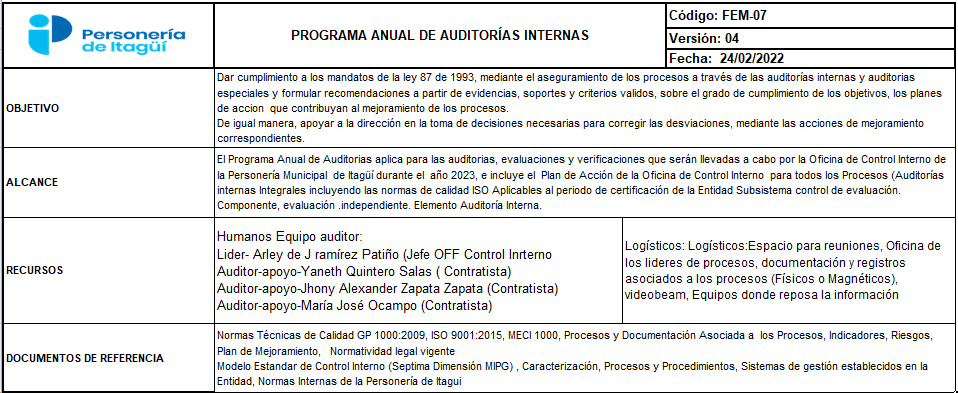 Personería
de Itagüí
PROGRAMA ANUAL DE AUDITORÍAS INTERNAS
Código: FEM-07
Versión: 04
Fecha: 24/02/2022
OBJETIVO
Dar cumplimiento a los mandatos de la ley 87 de 1993, mediante el aseguramiento de los procesos a través de las auditorías internas y auditorias
especiales y formular recomendaciones a partir de evidencias, soportes y criterios validos, sobre el grado de cumplimiento de los objetivos, los planes
de accion que contribuyan al mejoramiento de los procesos.
De igual manera, apoyar a la dirección en la toma de decisiones necesarias para corregir las desviaciones, mediante las acciones de mejoramiento
correspondientes.
ALCANCE
El Programa Anual de Auditorias aplica para las auditorias, evaluaciones y verificaciones que serán llevadas a cabo por la Oficina de Control Interno de
la Personería Municipal de Itagüí durante el año 2023, e incluye el Plan de Acción de la Oficina de Control Interno para todos los Procesos (Auditorías
internas Integrales incluyendo las normas de calidad ISO Aplicables al periodo de certificación de la Entidad Subsistema control de evaluación.
Componente, evaluación .independiente. Elemento Auditoría Interna.
RECURSOS
Humanos Equipo auditor:
Lider- Arley de J ramírez Patiño (Jefe OFF Control Inrterno
Auditor-apoyo-Yaneth Quintero Salas ( Contratista)
Auditor-apoyo-Jhony Alexander Zapata Zapata (Contratista)
Auditor-apoyo-María José Ocampo (Contratista)
Logísticos: Logísticos:Espacio para reuniones, Oficina de
los lideres de procesos, documentación y registros
asociados a los procesos (Físicos o Magnéticos),
videobeam, Equipos donde reposa la información
DOCUMENTOS DE REFERENCIA
Normas Técnicas de Calidad GP 1000:2009, ISO 9001:2015, MECI 1000, Procesos y Documentación Asociada a los Procesos, Indicadores, Riesgos,
Plan de Mejoramiento, Normatividad legal vigente
Modelo Estandar de Control Interno (Septima Dimensión MIPG) , Caracterización, Procesos y Procedimientos, Sistemas de gestión establecidos en la
Entidad, Normas Internas de la Personería de Itagui